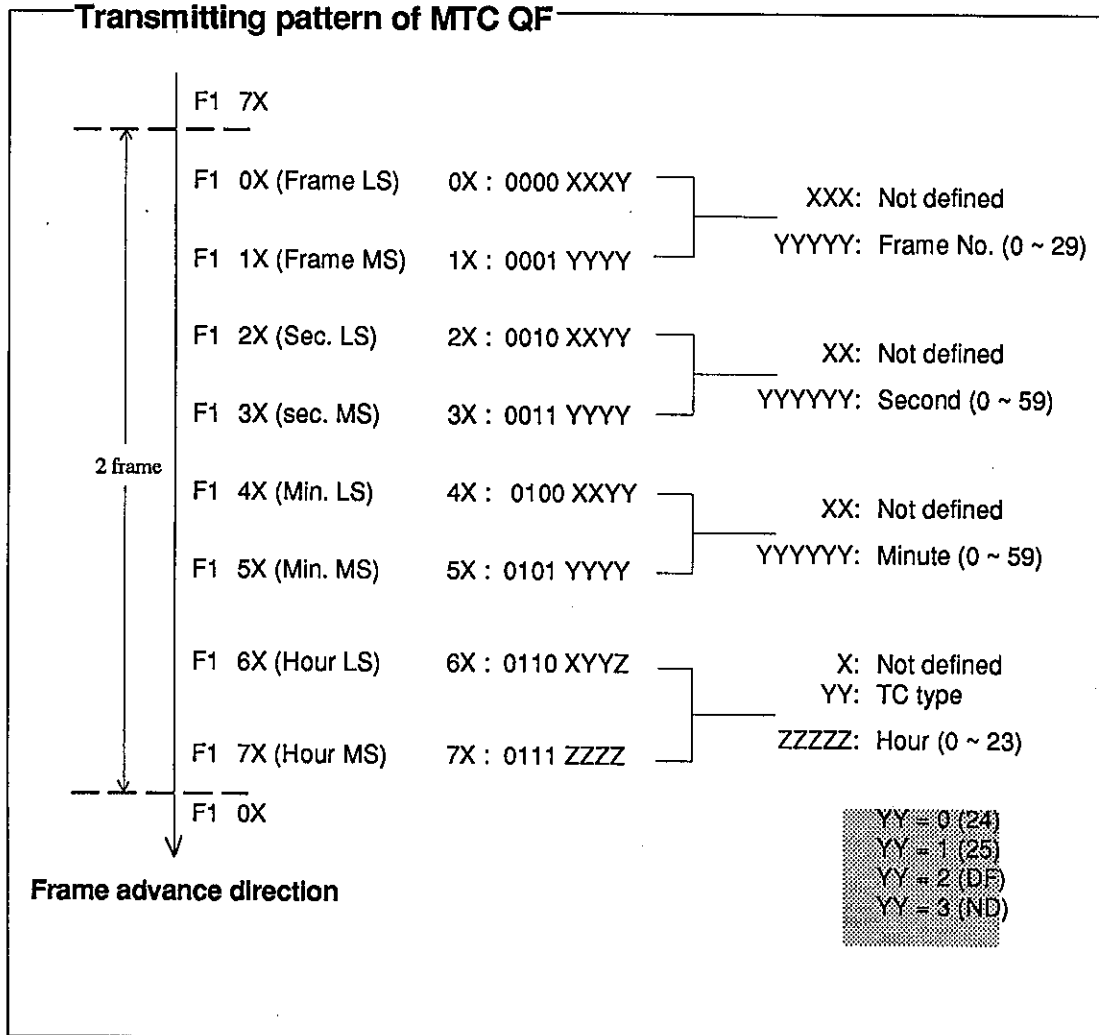 Transmitting pattern of MTC QF
F1 7X
F1 0X (Frame LS) 0X : 0000 XXXY
XXX: Not defined
F1 1X (Frame MS) 1X : 0001 YYYY
YYYYY: Frame No. (0 ~ 29)
F1 2X (Sec. LS) 2X : 0010 XXYY
XX: Not defined
F1 3X (sec. MS) 3X : 0011 YYYY
YYYYYY: Second (0 ~ 59)
2 frame
F1 4X (Min. LS) 4X : 0100 XXYY
XX: Not defined
F1 5X (Min. MS) 5X : 0101 YYYY
YYYYYY: Minute (0 ~ 59)
F1 6X (Hour LS) 6X : 0110 XYYZ
X: Not defined
YY: TC type
F1 7X (Hour MS) 7X : 0111 ZZZZ
ZZZZZ: Hour (0 ~ 23)
F1 0X
YY = 0 (24)
YY = 1 (25)
YY = 2 (DF)
YY = 3 (ND)
Frame advance direction